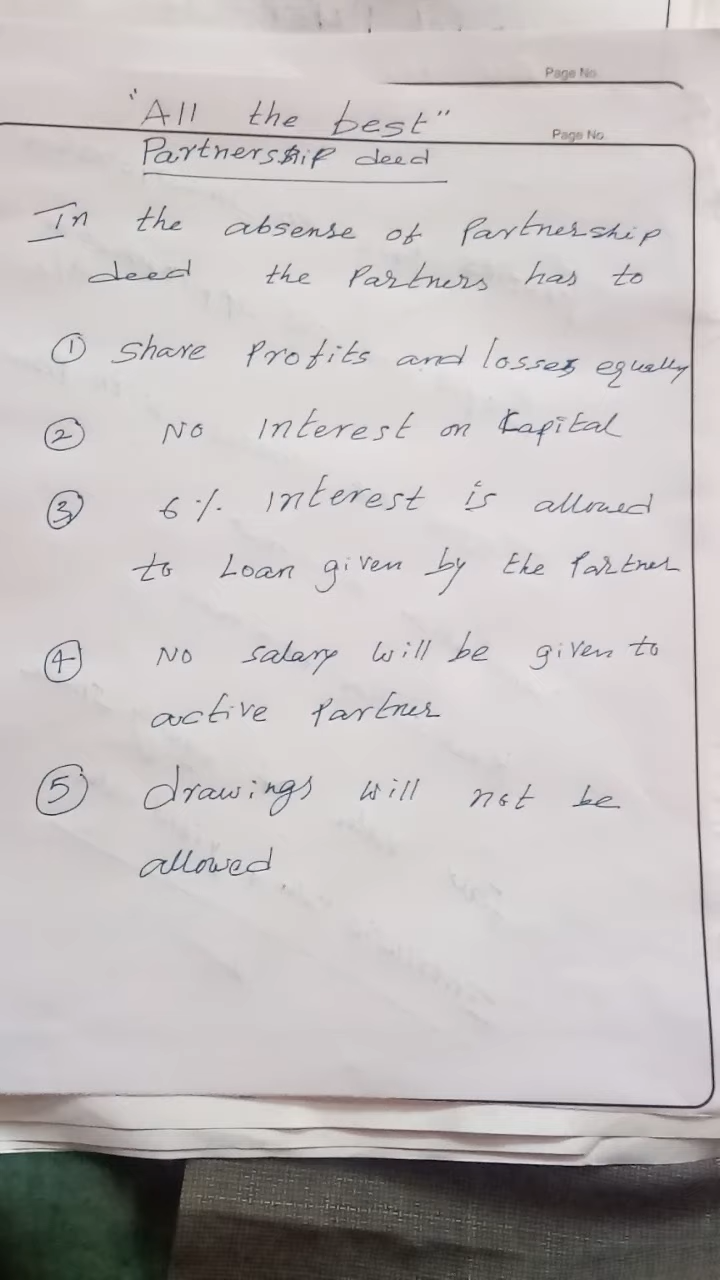 Page No.
"All the best"
Page No.
Partnership deed
In the absense of Partnership
deed the Partners has to
① Share Profits and losses equally
② No Interest on Capital
③ 6% interest is allowed
to Loan given by the Partner
④ No salary will be given to
active Partner
⑤ drawings will not be
allowed